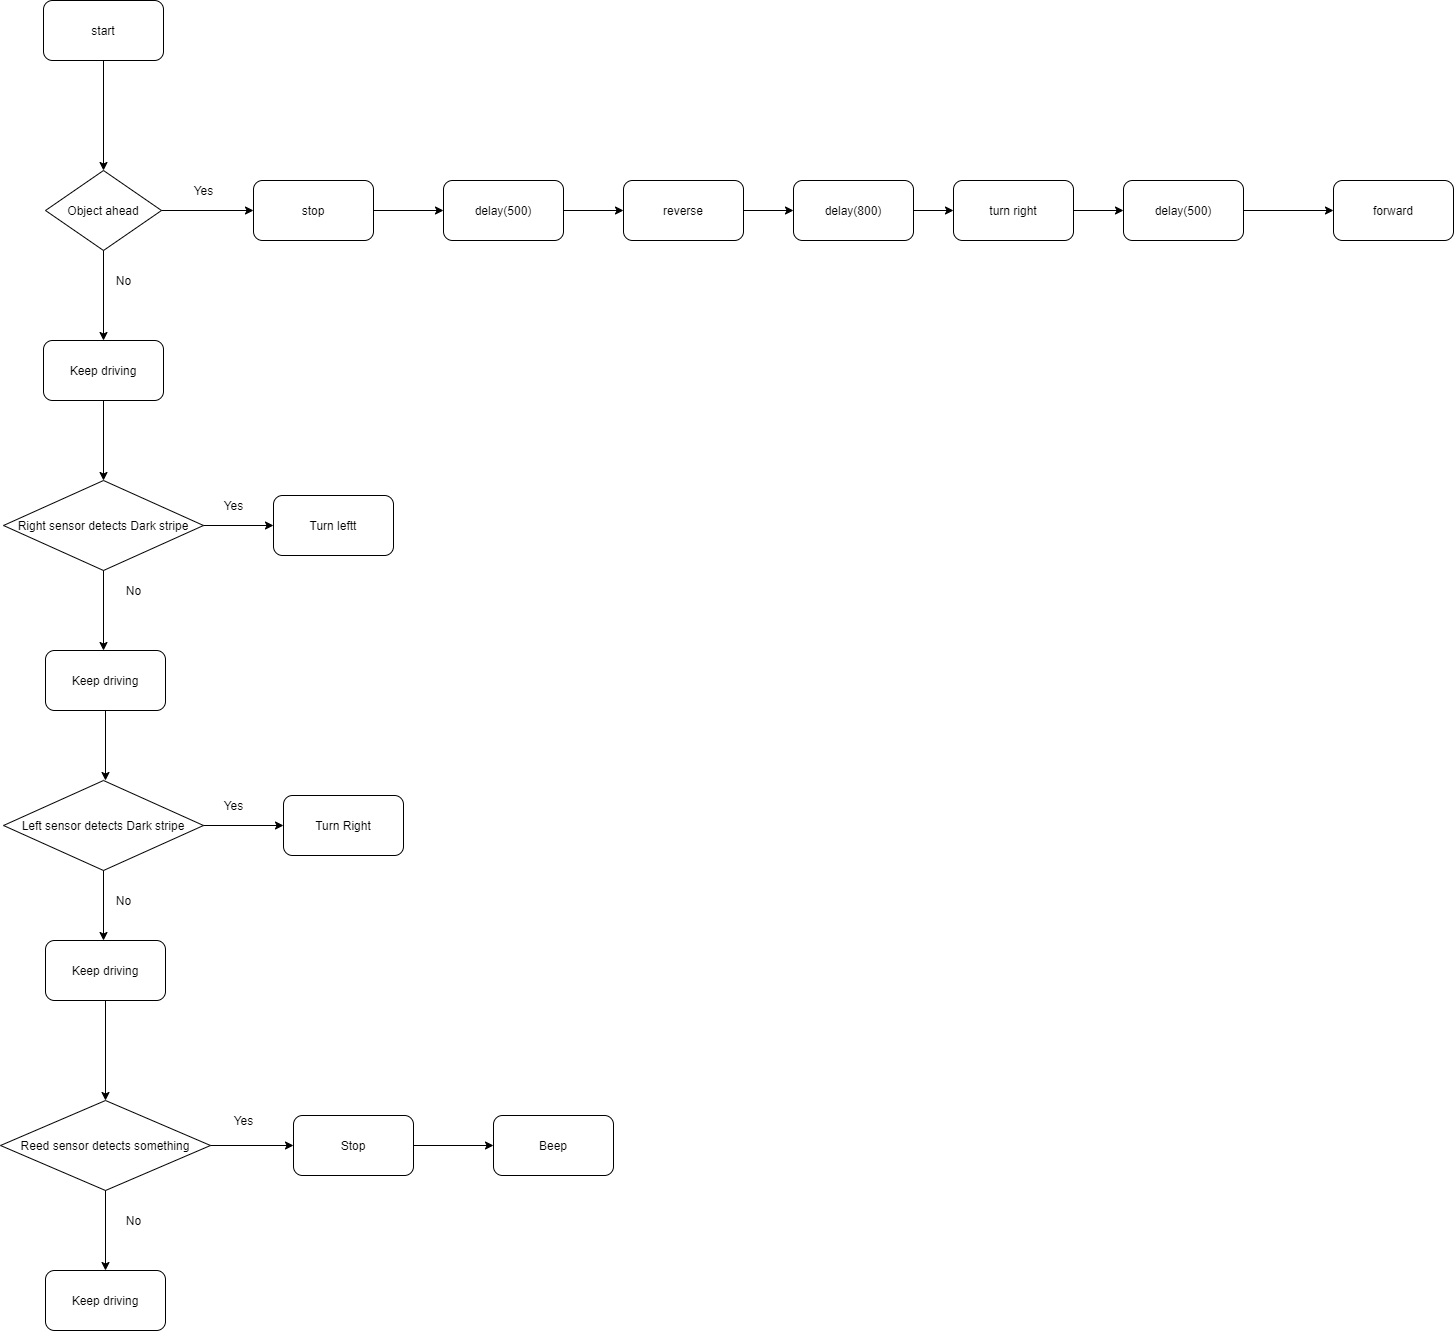 start
Object ahead
Yes
stop
delay(500)
reverse
delay(800)
turn right
delay(500)
forward
No
Keep driving
Right sensor detects Dark stripe
Yes
Turn leftt
No
Keep driving
Left sensor detects Dark stripe
Yes
Turn Right
No
Keep driving
Reed sensor detects something
Yes
Stop
Beep
No
Keep driving